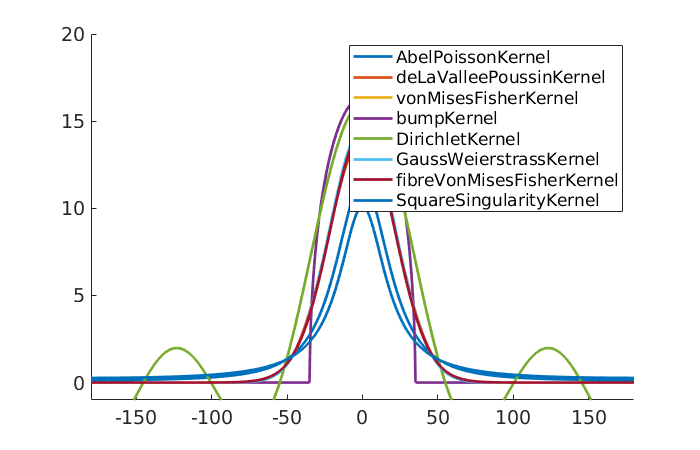 20
15
10
5
0
-150
-100
-50
0
50
100
150
AbelPoissonKernel
deLaValleePoussinKernel
vonMisesFisherKernel
bumpKernel
DirichletKernel
GaussWeierstrassKernel
fibreVonMisesFisherKernel
SquareSingularityKernel